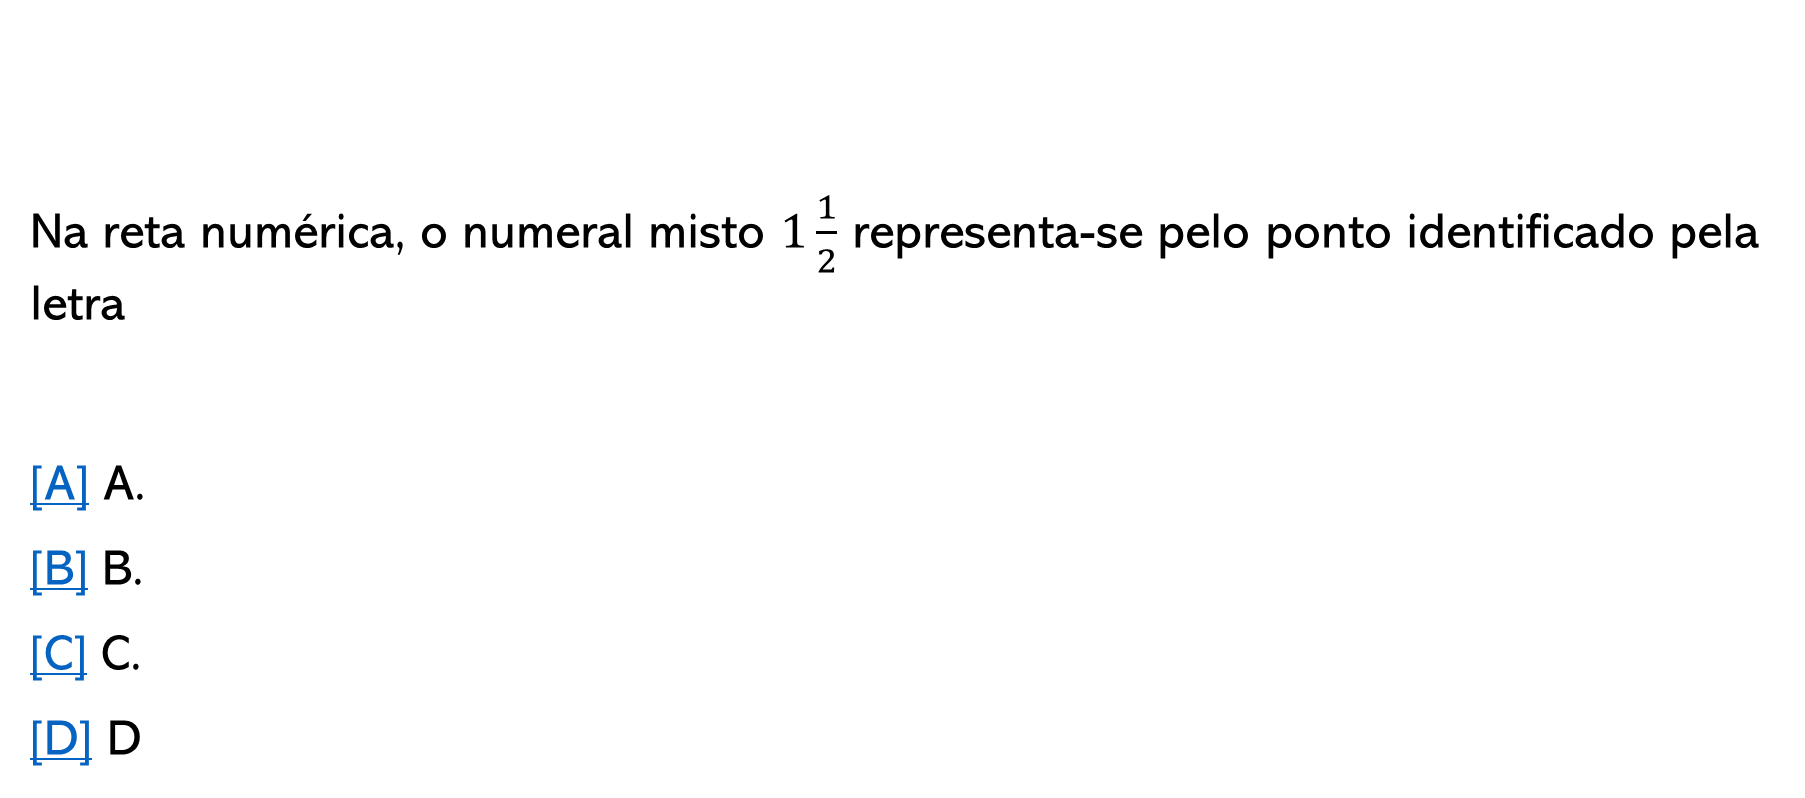 Na reta numérica, o numeral misto 1 1/2 representa-se pelo ponto identificado pela
letra
[A] A.
[B] B.
[C] C.
[D] D